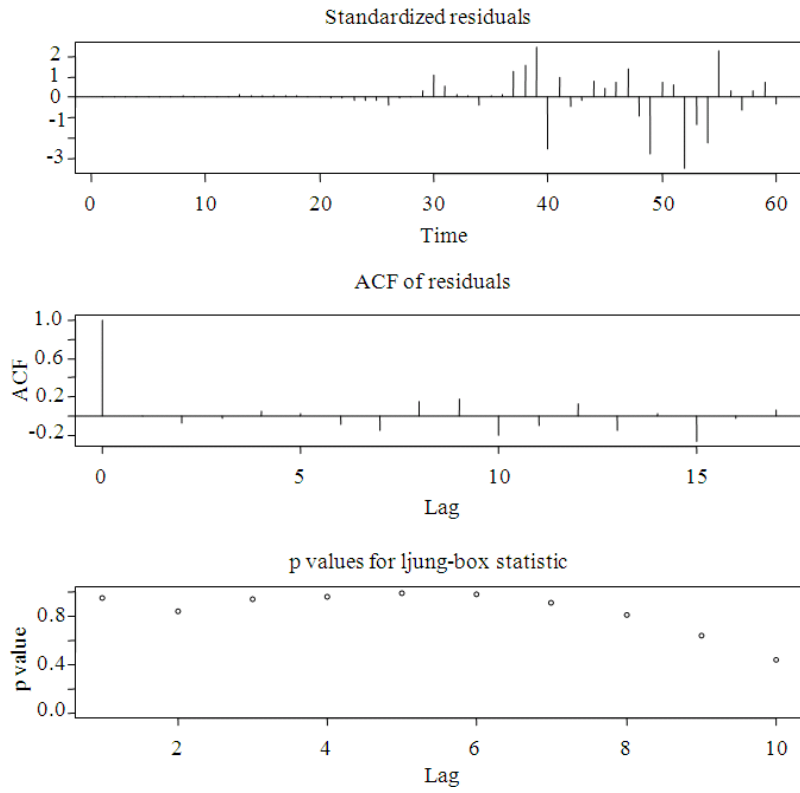 Standardized residuals
2
1
0
-1
-3
0 10 20 30 40 50 60
Time
ACF of residuals
1.0
0.6
0.2
-0.2
ACF
0 5 10 15
Lag
p values for ljung-box statistic
0.8
0.4
0.0
p value
2 4 6 8 10
Lag